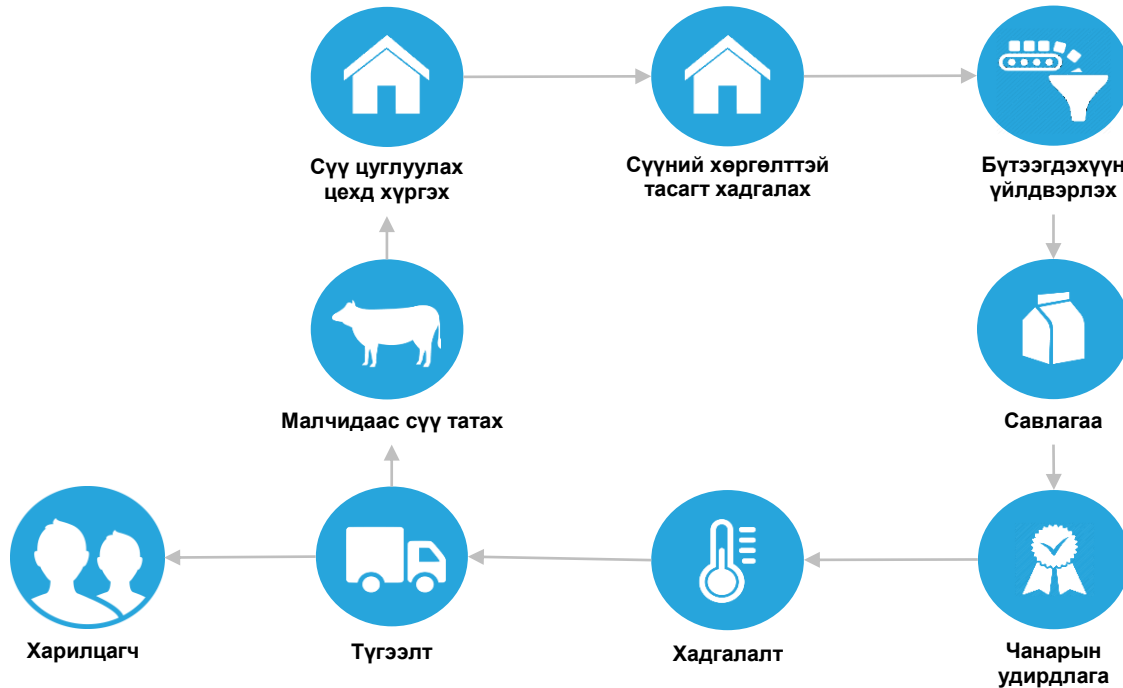 Сүү цуглуулах
цехд хүргэх
Сүүний хөргөлттэй
тасагт хадгалах
Бүтээгдэхүүн
үйлдвэрлэх
Малчидаас сүү татах
Савлагаа
Харилцагч
Түгээлт
Хадгалалт
Чанарын
удирдлага